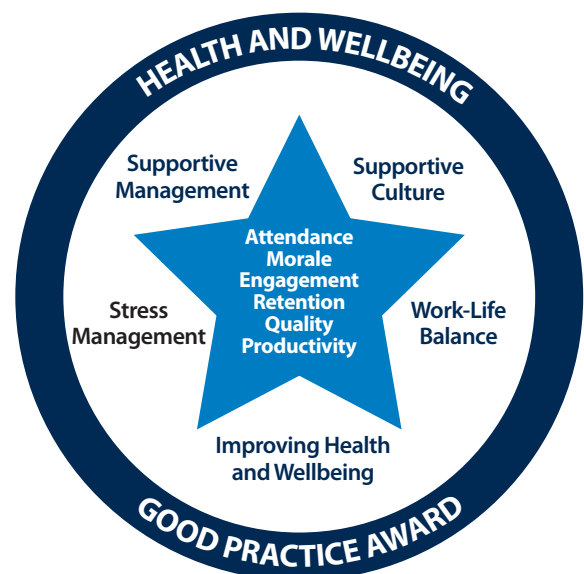 HEALTH AND WELLBEING
Supportive
Management
Supportive
Culture
Attendance
Morale
Engagement
Retention
Quality
Productivity
Stress
Management
Work-Life
Balance
Improving Health
and Wellbeing
GOOD PRACTICE AWARD